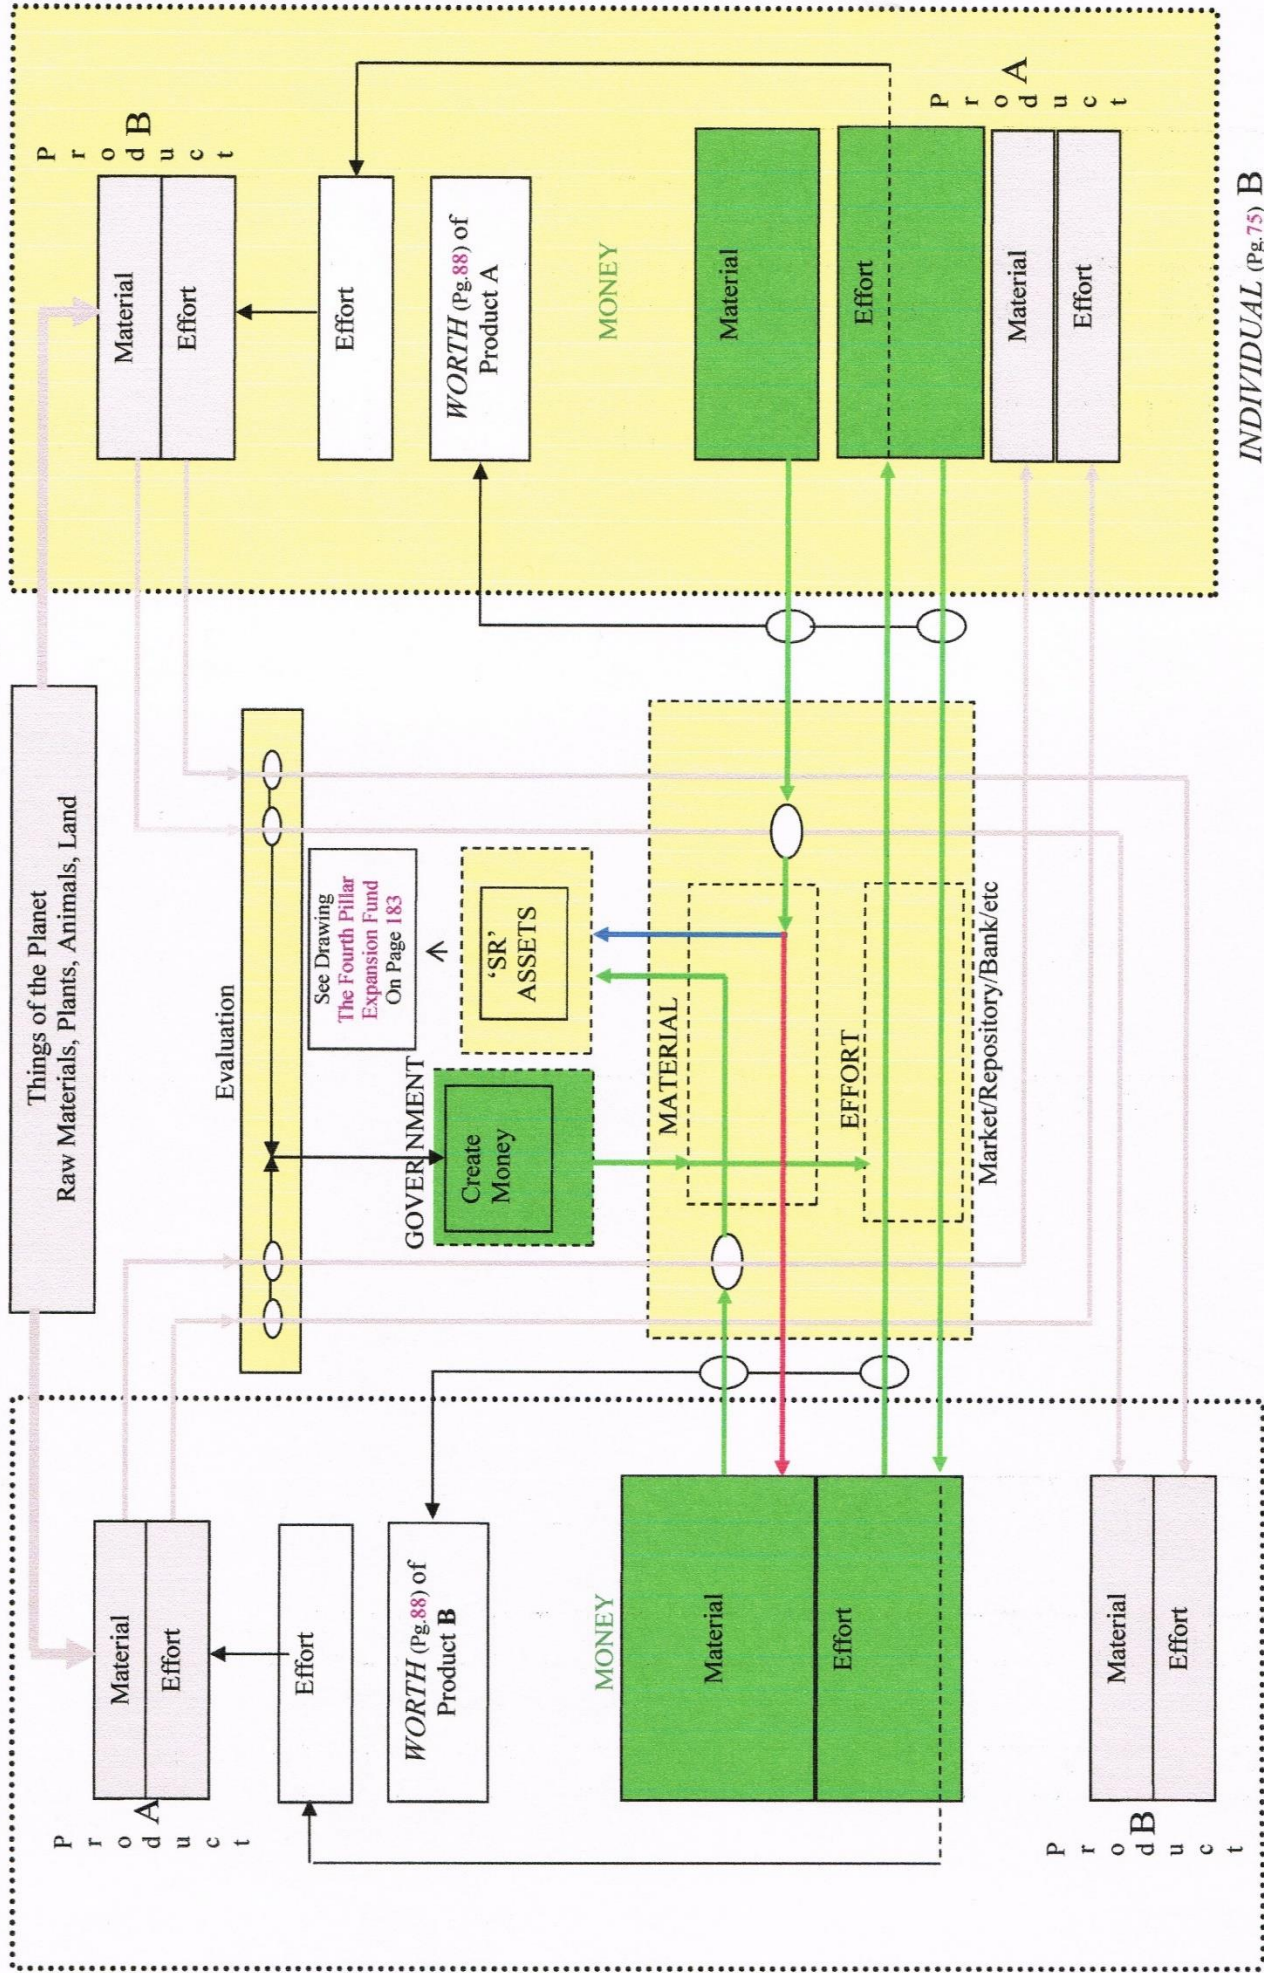 Things of the Planet
Raw Materials, Plants, Animals, Land
Product A
Material
Effort
Effort
WORTH (Pg.88) of
Product B
MONEY
Material
Effort
Product B
Material
Effort
Evaluation
See Drawing
The Fourth Pillar
Expansion Fund
On Page 183
GOVERNMENT
Create
Money
‘SR’
ASSETS
MATERIAL
EFFORT
Market/Repository/Bank/etc
Product B
Material
Effort
Effort
WORTH (Pg.88) of
Product A
MONEY
Material
Effort
Product A
Material
Effort
INDIVIDUAL (Pg.75) B